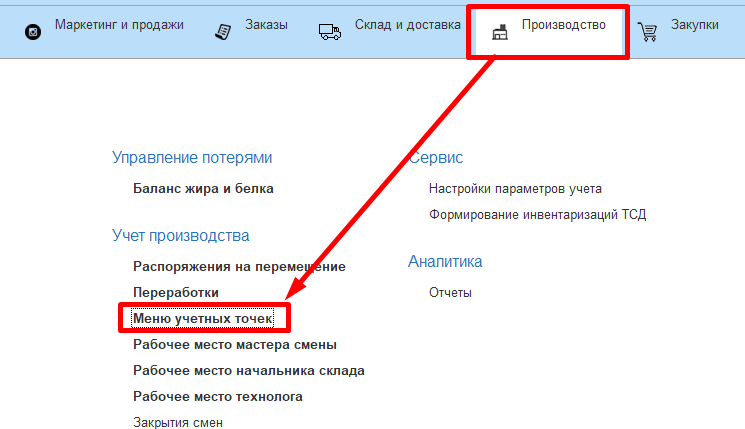 Маркетинг и продажи
Заказы
Склад и доставка
Производство
Закупки
Управление потерями
Баланс жира и белка
Учет производства
Распоряжения на перемещение
Переработки
Меню учетных точек
Рабочее место мастера смены
Рабочее место начальника склада
Рабочее место технолога
Закрытия смен
Сервис
Настройки параметров учета
Формирование инвентаризаций ТСД
Аналитика
Отчеты